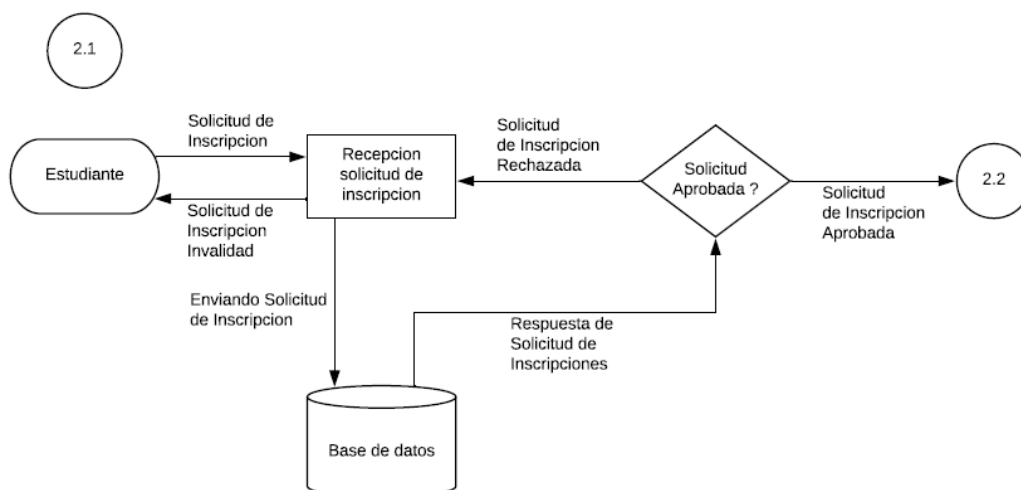 2.1
Solicitud de
Inscripcion
Estudiante
Recepcion
solicitud de
inscripcion
Solicitud de
Inscripcion
Invalidad
Solicitud
de Inscripcion
Rechazada
Solicitud
Aprobada ?
2.2
Solicitud
de Inscripcion
Aprobada
Enviando Solicitud
de Inscripcion
Respuesta de
Solicitud de
Inscripciones
Base de datos